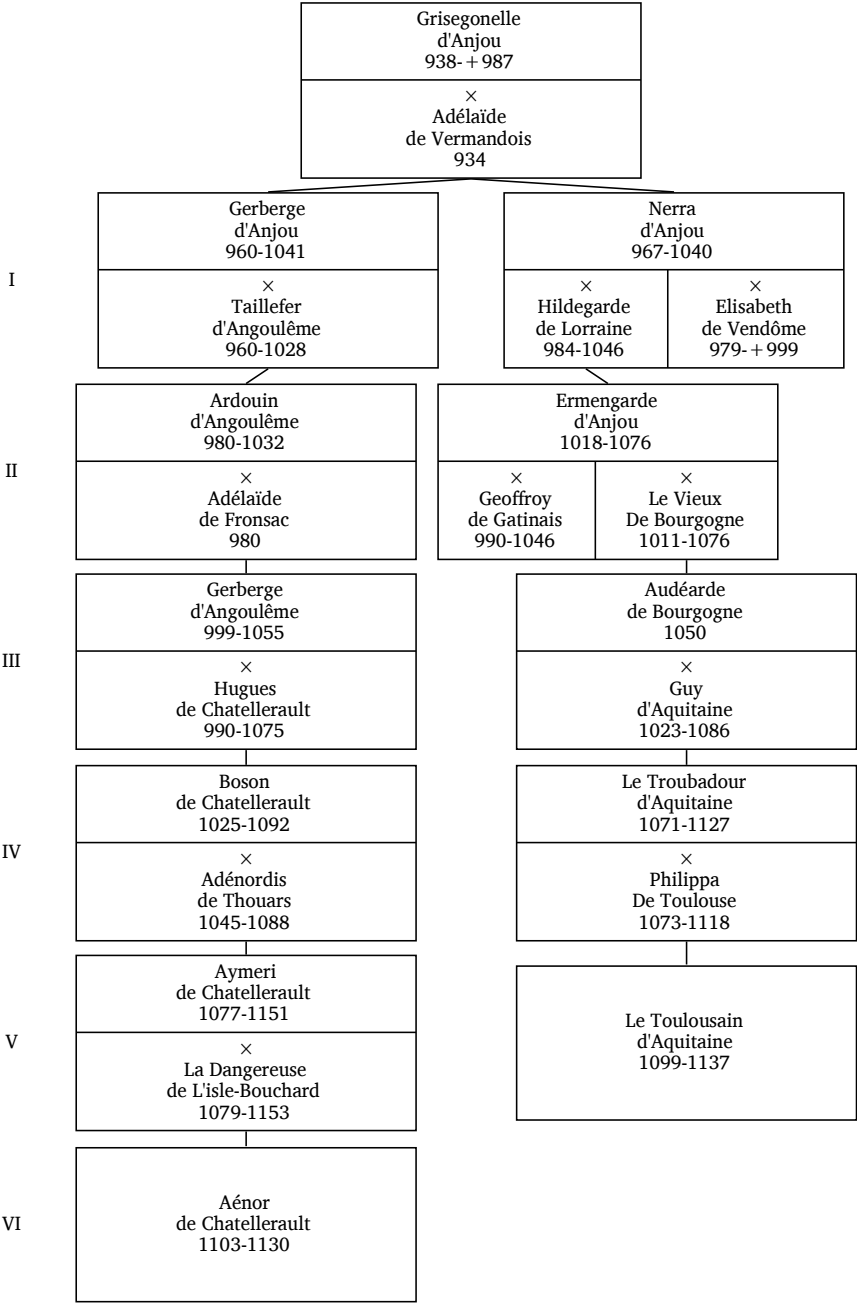 Grisegonelle
d'Anjou
938-+987
×
Adélaïde
de Vermandois
934
I
Gerberge
d'Anjou
960-1041
×
Taillefer
d'Angoulême
960-1028
Nerra
d'Anjou
967-1040
×
Hildegarde
de Lorraine
984-1046
×
Elisabeth
de Vendôme
979-+999
II
Ardouin
d'Angoulême
980-1032
×
Adélaïde
de Fronsac
980
Ermengarde
d'Anjou
1018-1076
×
Geoffroy
de Gatinais
990-1046
×
Le Vieux
De Bourgogne
1011-1076
III
Gerberge
d'Angoulême
999-1055
×
Hugues
de Chatellerault
990-1075
Audéarde
de Bourgogne
1050
×
Guy
d'Aquitaine
1023-1086
IV
Boson
de Chatellerault
1025-1092
×
Adénordis
de Thouars
1045-1088
Le Troubadour
d'Aquitaine
1071-1127
×
Philippa
De Toulouse
1073-1118
V
Aymeri
de Chatellerault
1077-1151
×
La Dangereuse
de L'isle-Bouchard
1079-1153
Le Toulousain
d'Aquitaine
1099-1137
VI
Aénor
de Chatellerault
1103-1130